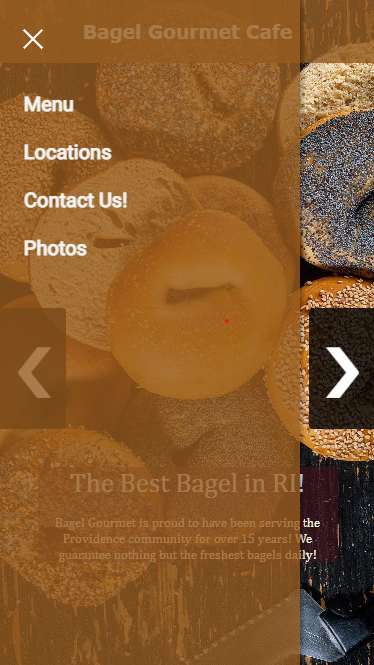 Bagel Gourmet Cafe
Menu
Locations
Contact Us!
Photos
The Best Bagel in RI!
Bagel Gourmet is proud to have been serving the
Providence community for over 15 years! We
guarantee nothing but the freshest bagels daily!